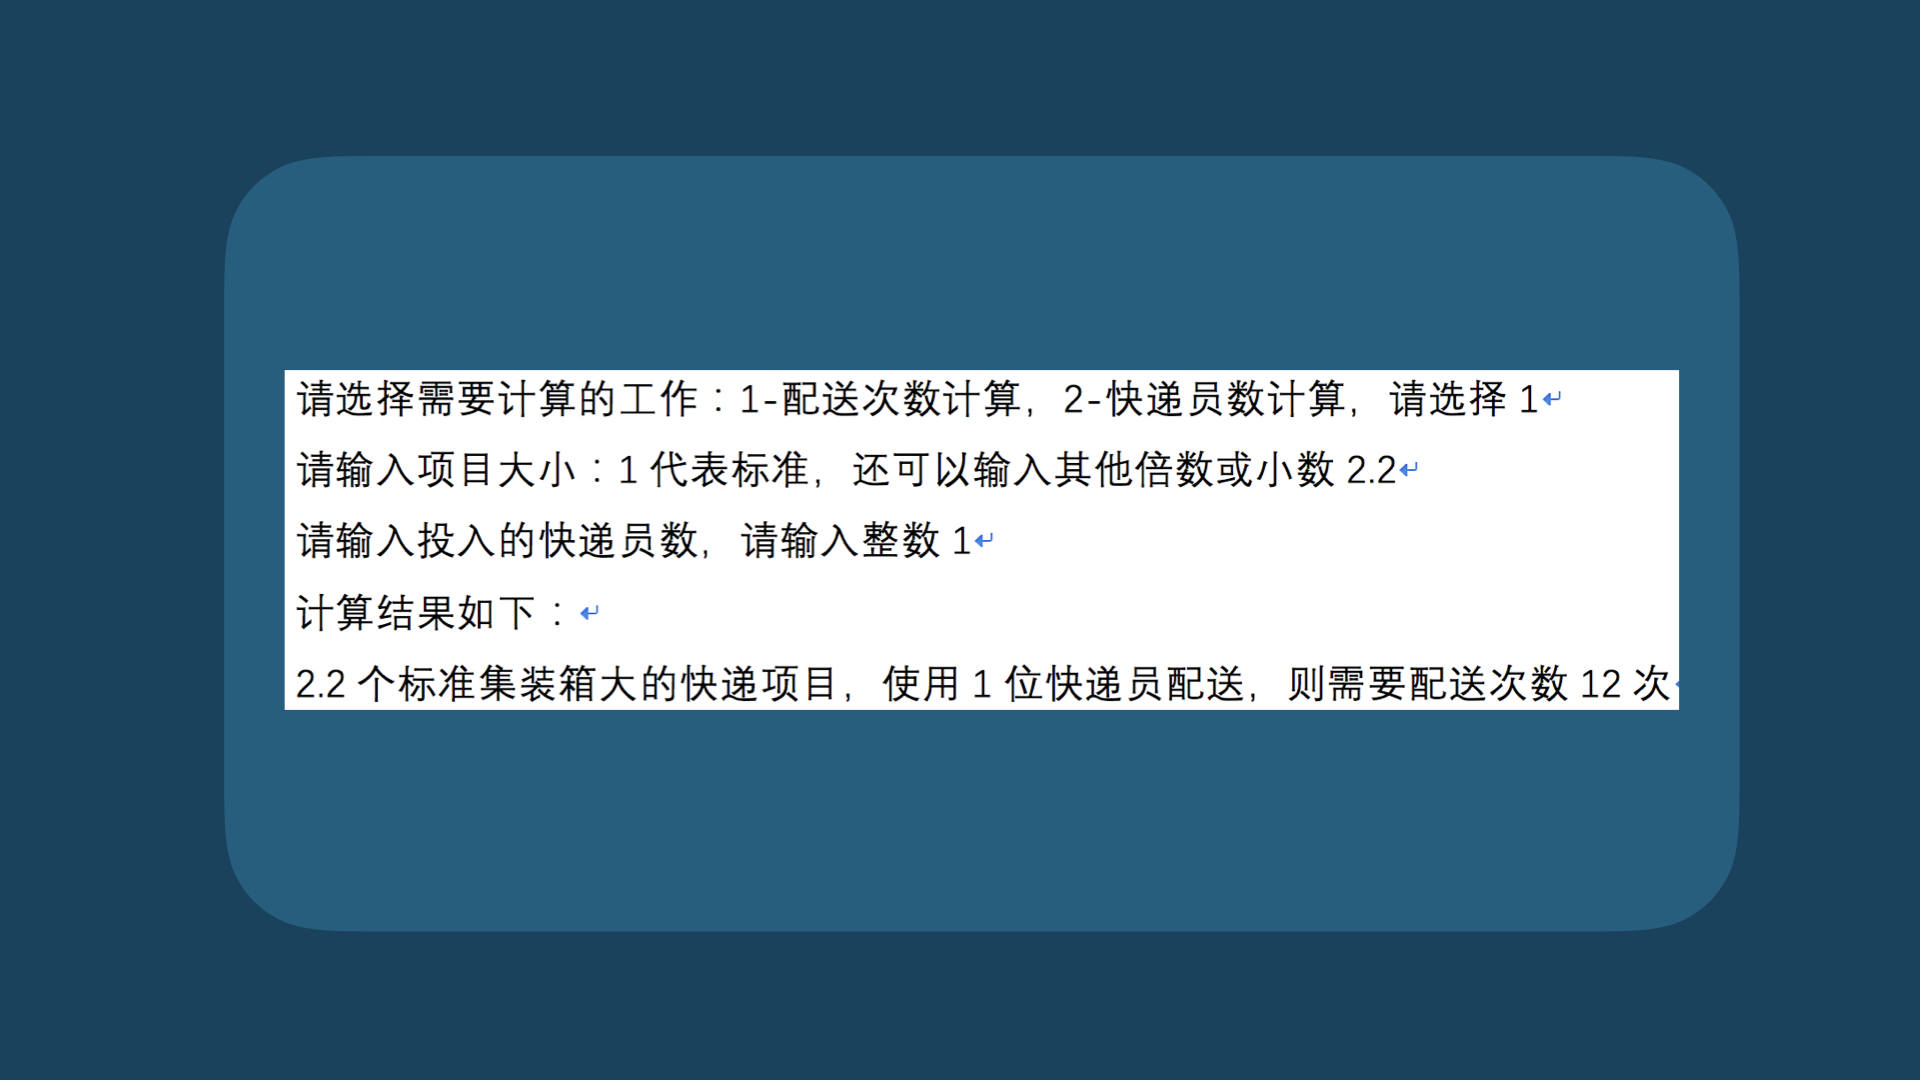 请选择需要计算的工作：1-配送次数计算，2-快递员数计算，请选择 1
请输入项目大小：1 代表标准，还可以输入其他倍数或小数 2.2
请输入投入的快递员数，请输入整数 1
计算结果如下：
2.2 个标准集装箱大的快递项目，使用 1 位快递员配送，则需要配送次数 12 次